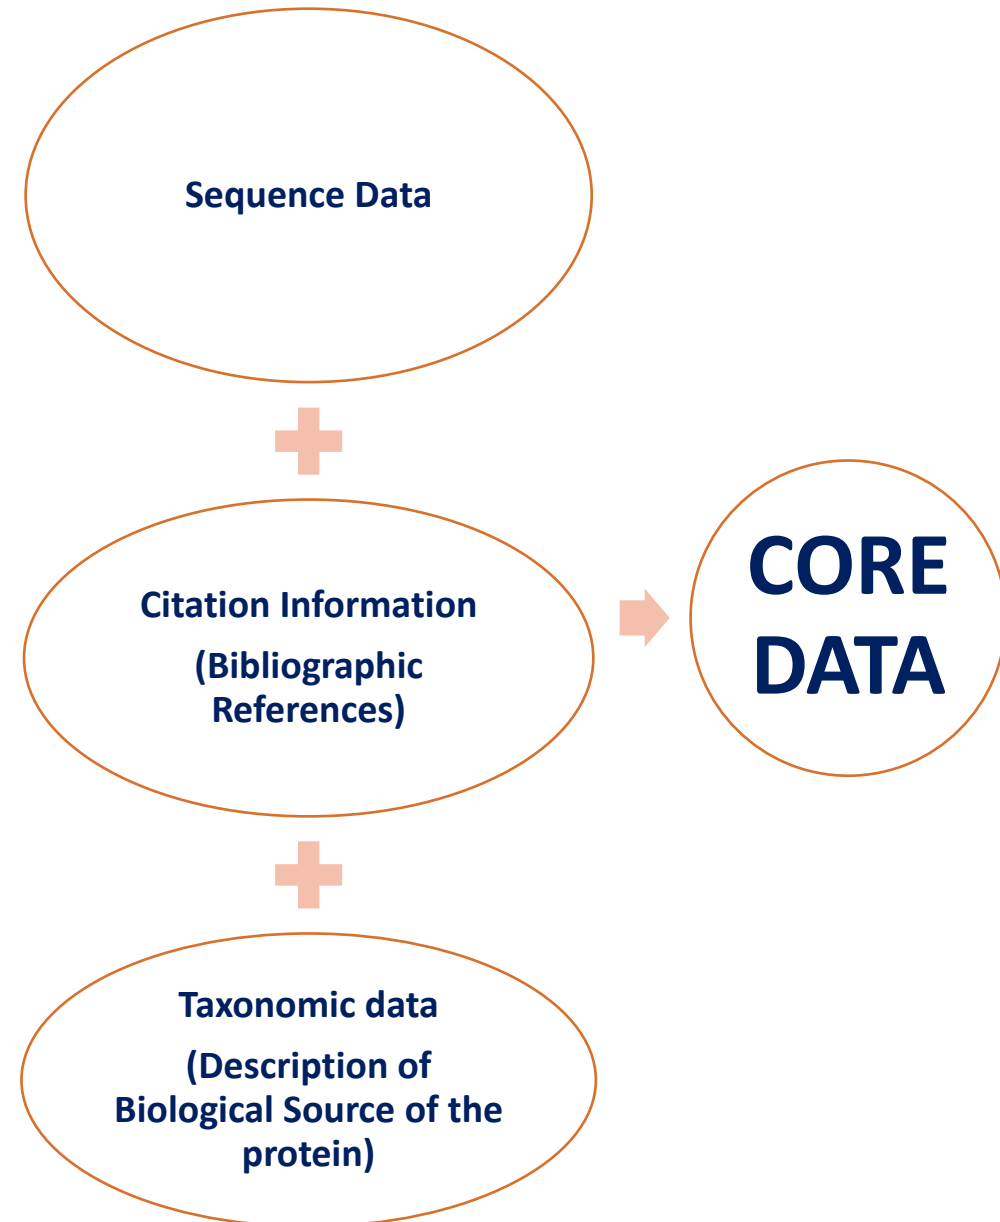 Sequence Data
Citation Information
(Bibliographic
References)
CORE
DATA
Taxonomic data
(Description of
Biological Source of the
protein)